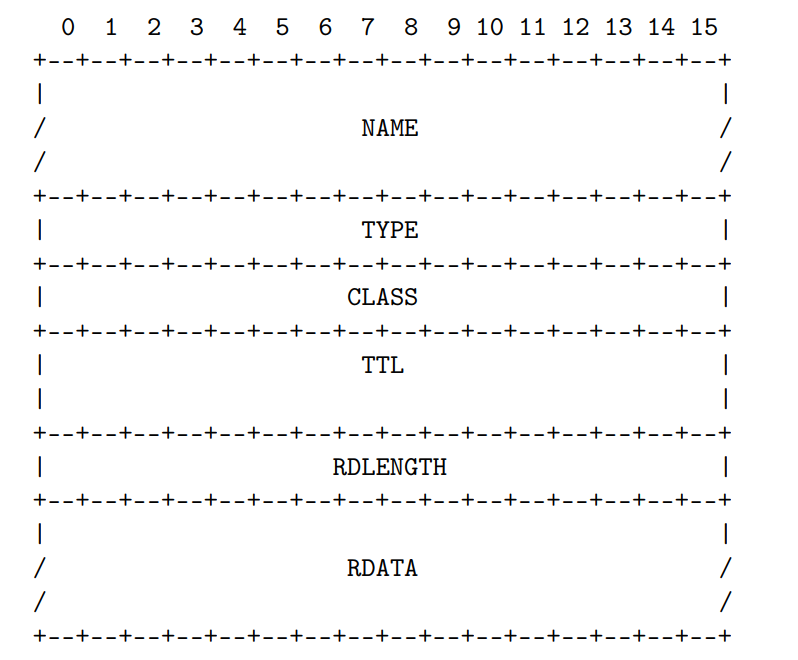 0  1  2  3  4  5  6  7  8  9 10 11 12 13 14 15
+--+--+--+--+--+--+--+--+--+--+--+--+--+--+--+--+
|                                               |
/                      NAME                     /
/                                               /
+--+--+--+--+--+--+--+--+--+--+--+--+--+--+--+--+
|                      TYPE                     |
+--+--+--+--+--+--+--+--+--+--+--+--+--+--+--+--+
|                     CLASS                     |
+--+--+--+--+--+--+--+--+--+--+--+--+--+--+--+--+
|                      TTL                      |
|                                               |
+--+--+--+--+--+--+--+--+--+--+--+--+--+--+--+--+
|                    RDLENGTH                   |
+--+--+--+--+--+--+--+--+--+--+--+--+--+--+--+--+
|                                               |
/                     RDATA                     /
/                                               /
+--+--+--+--+--+--+--+--+--+--+--+--+--+--+--+--+